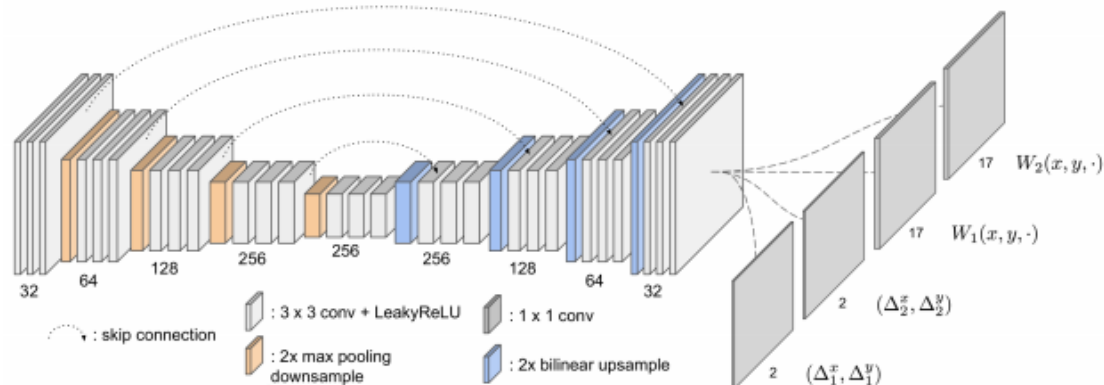 32
64
128
256
256
256
128
64
32
17 W₂(x, y, ·)
17 W₁(x, y, ·)
2 (Δ₂ˣ, Δ₂ʸ)
2 (Δ₁ˣ, Δ₁ʸ)
: skip connection
: 3 x 3 conv + LeakyReLU
: 1 x 1 conv
: 2x max pooling
downsample
: 2x bilinear upsample